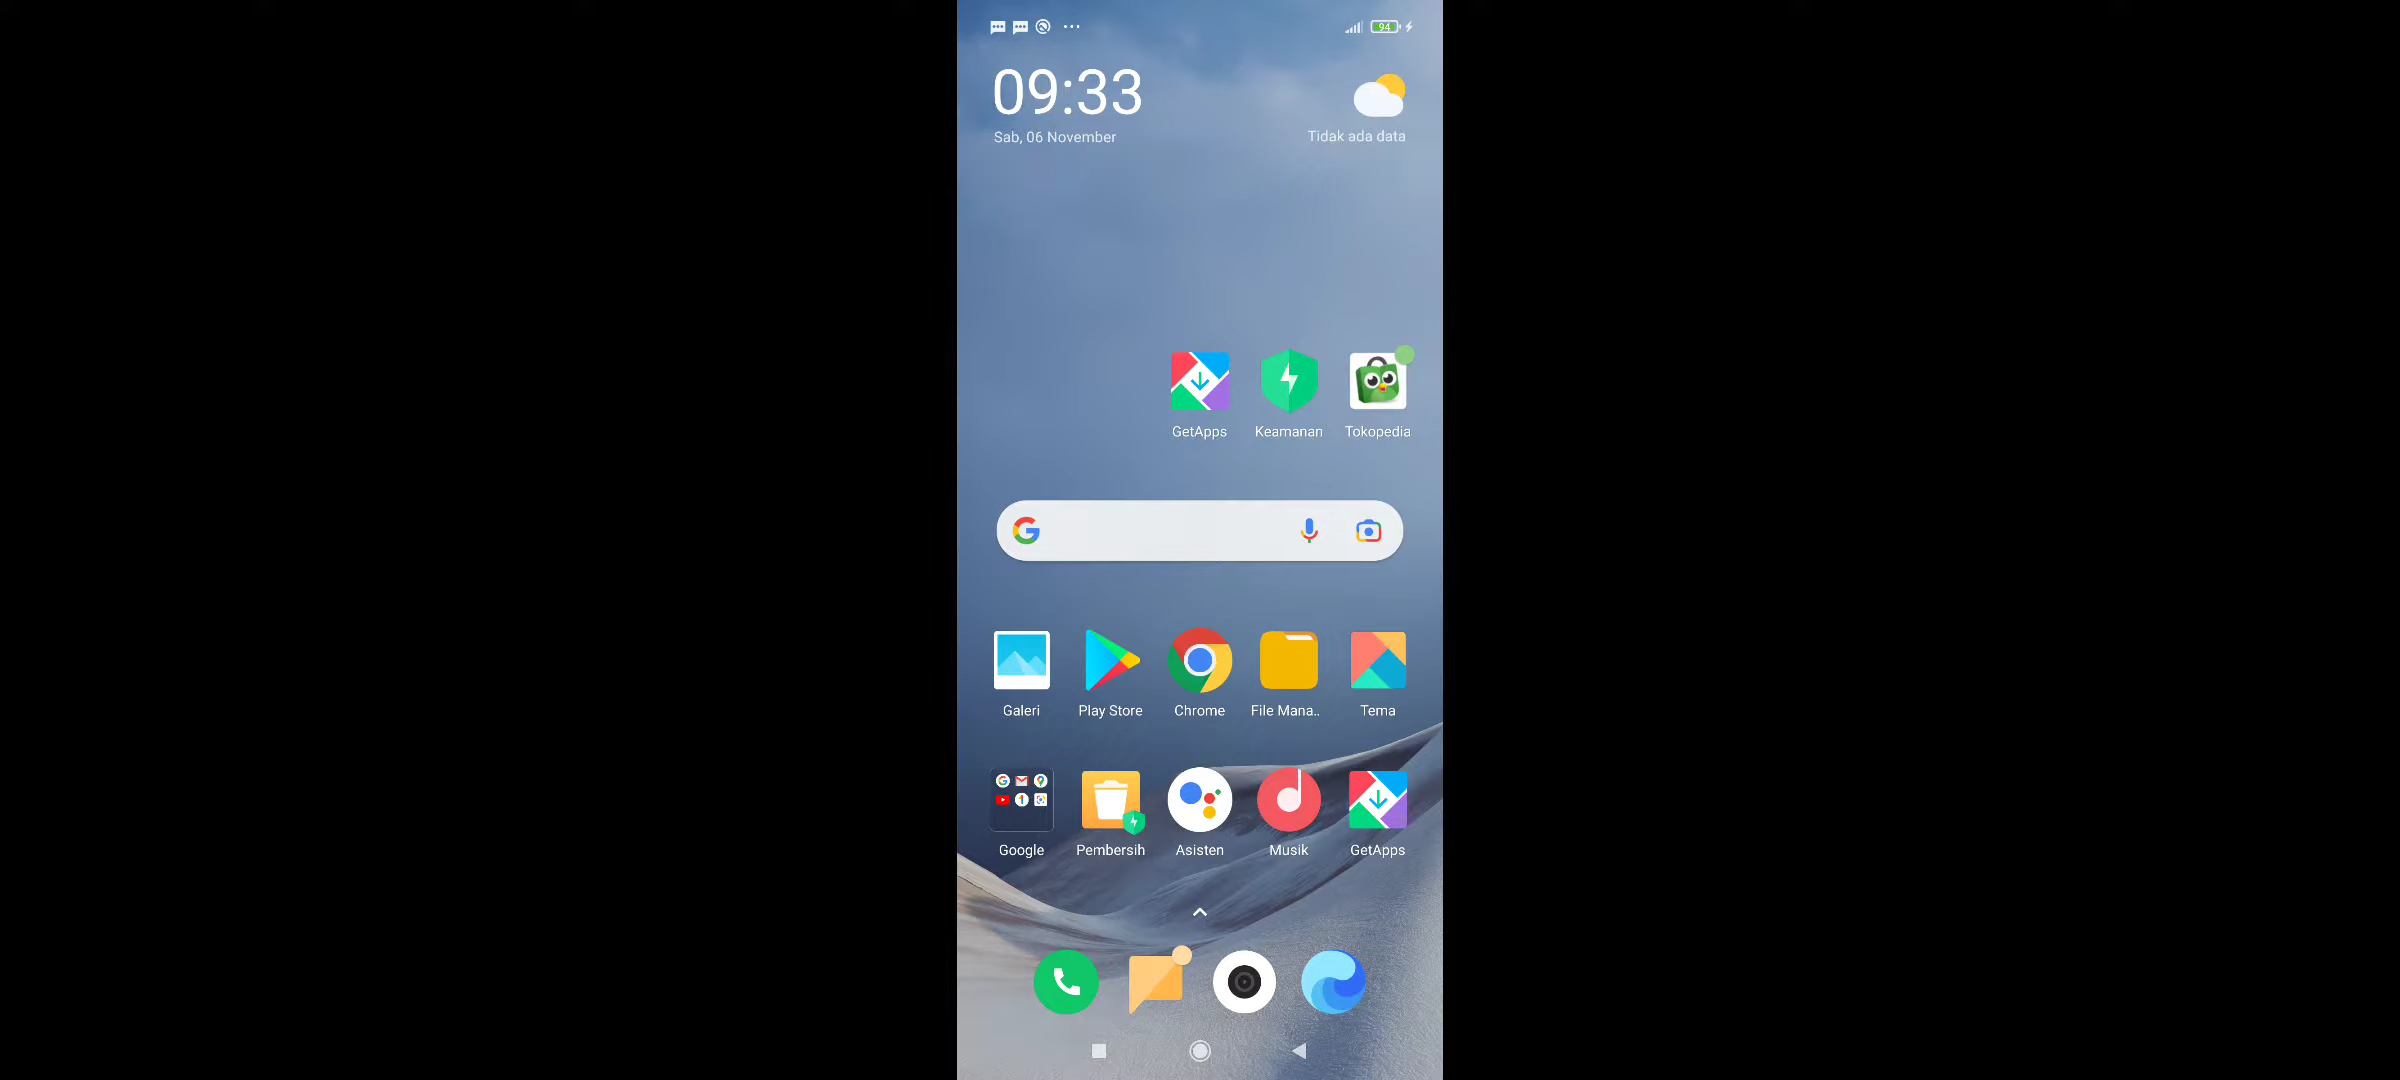 94
09:33
Sab, 06 November
Tidak ada data
GetApps
Keamanan
Tokopedia
Galeri
Play Store
Chrome
File Mana..
Tema
Google
Pembersih
Asisten
Musik
GetApps